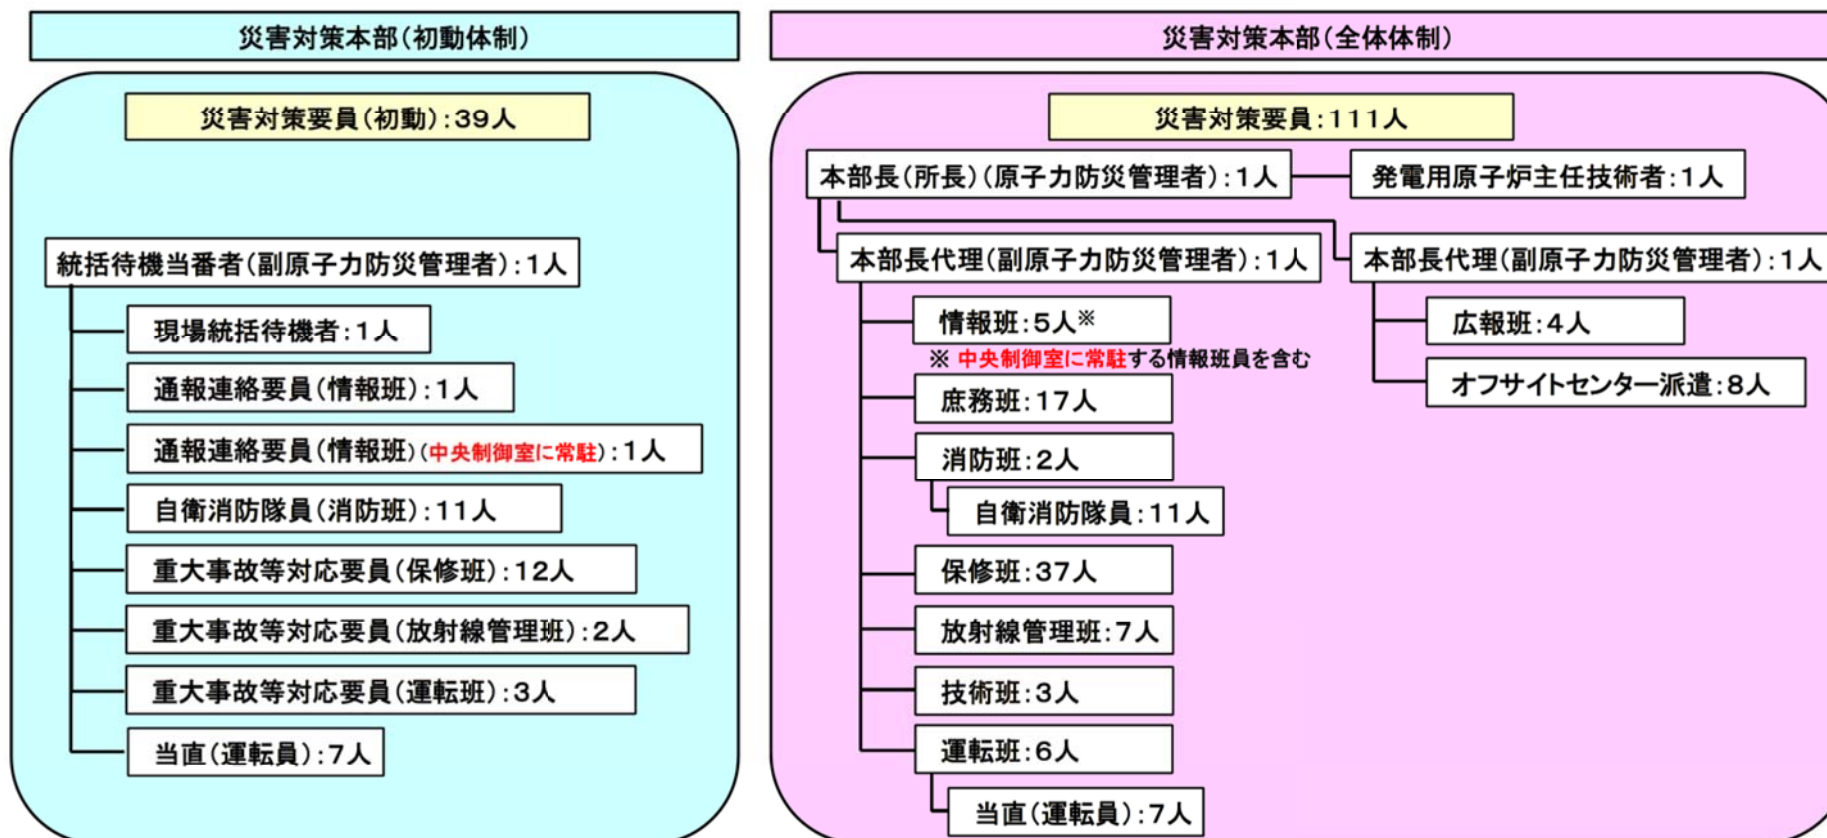 災害対策本部(初動体制)
災害対策要員(初動):39人
統括待機当番者(副原子力防災管理者):1人
現場統括待機者:1人
通報連絡要員(情報班):1人
通報連絡要員(情報班)(中央制御室に常駐):1人
自衛消防隊員(消防班):11人
重大事故等対応要員(保修班):12人
重大事故等対応要員(放射線管理班):2人
重大事故等対応要員(運転班):3人
当直(運転員):7人
災害対策本部(全体体制)
災害対策要員:111人
本部長(所長)(原子力防災管理者):1人
発電用原子炉主任技術者:1人
本部長代理(副原子力防災管理者):1人
情報班:5人※
※ 中央制御室に常駐する情報班員を含む
庶務班:17人
消防班:2人
自衛消防隊員:11人
保修班:37人
放射線管理班:7人
技術班:3人
運転班:6人
当直(運転員):7人
本部長代理(副原子力防災管理者):1人
広報班:4人
オフサイトセンター派遣:8人